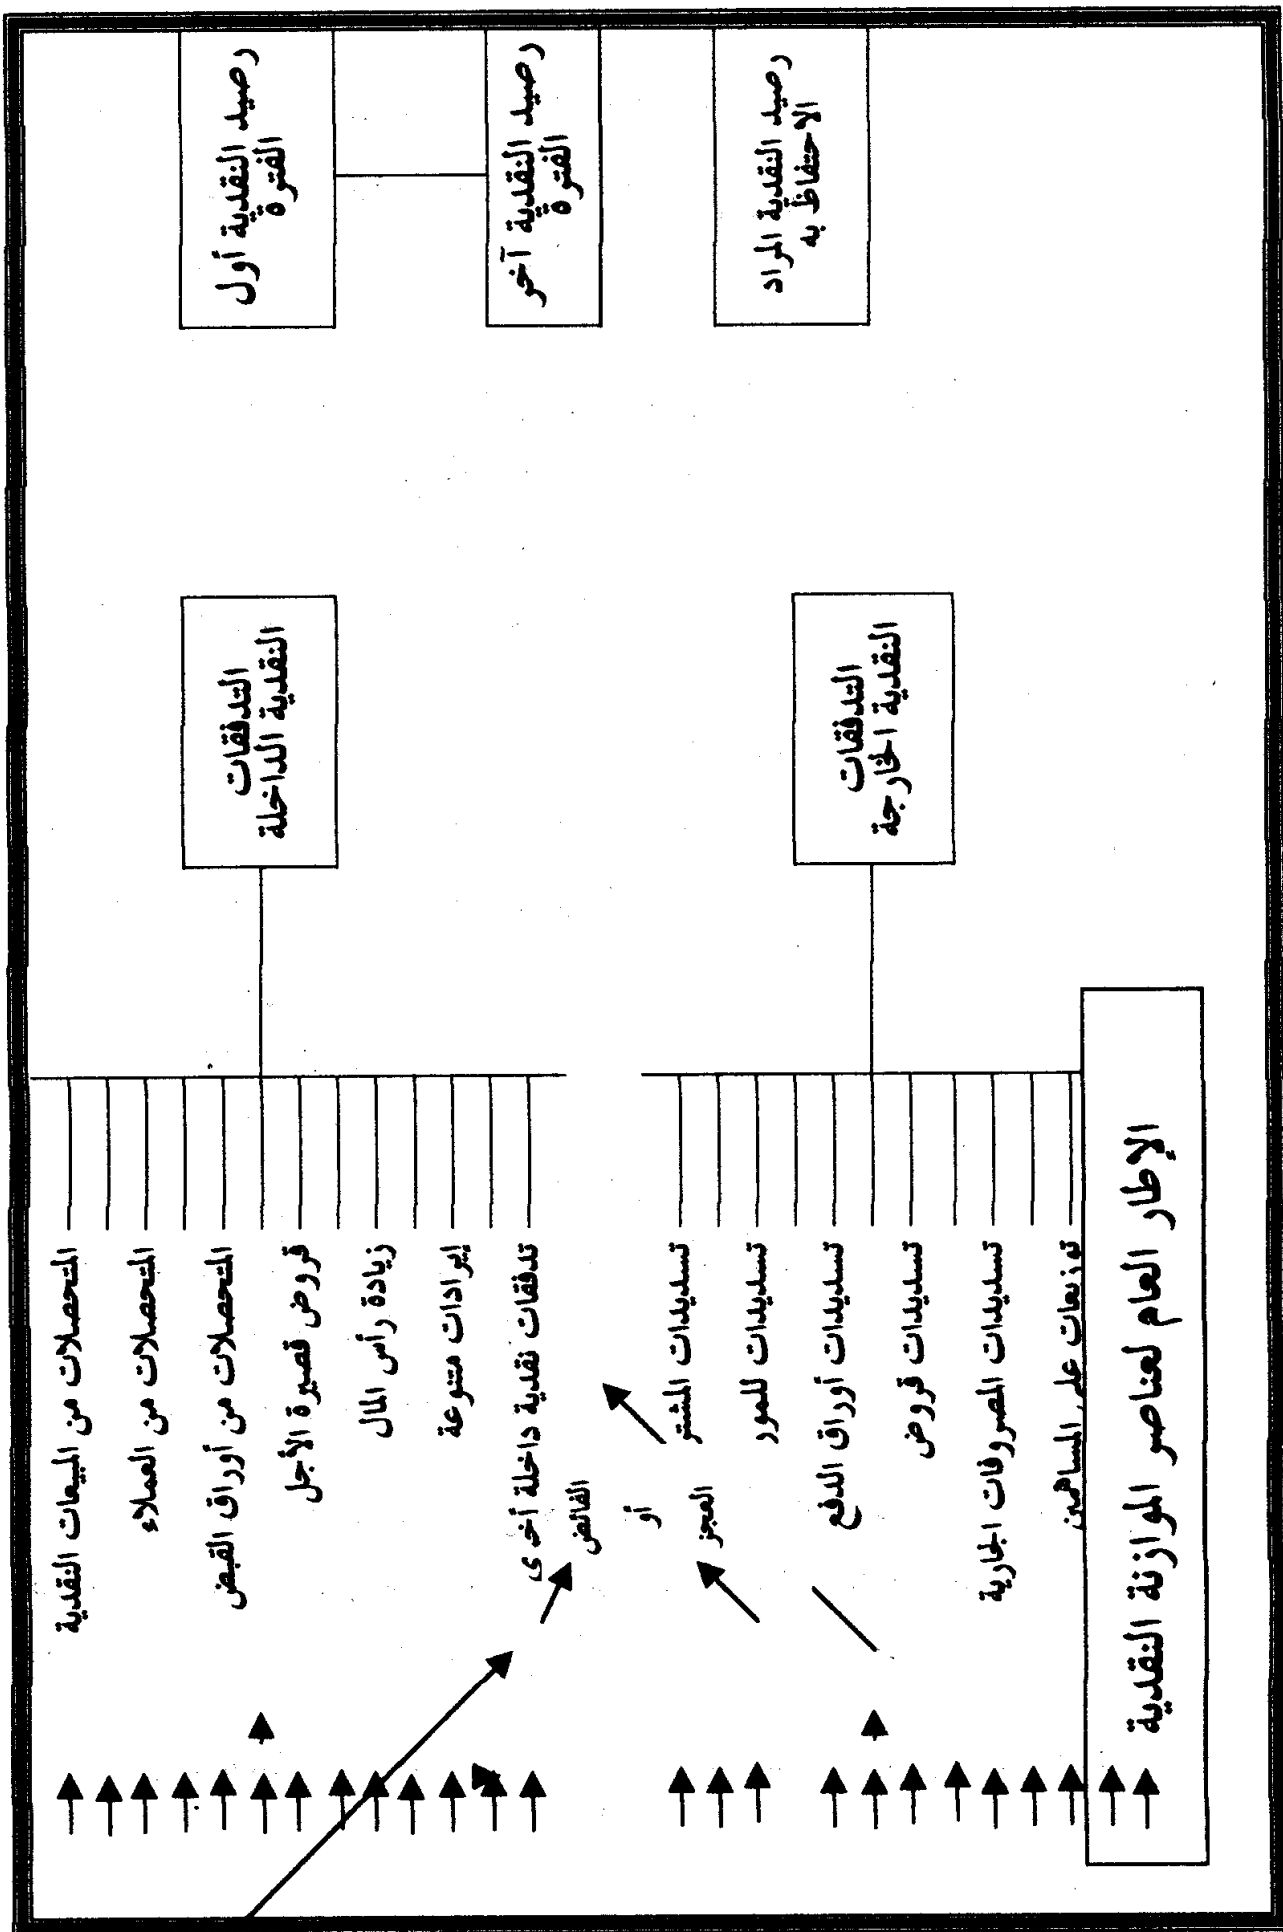 الإطار العام لعناصر الموازنة النقدية
رصيد النقدية أول
الفترة
رصيد النقدية آخر
الفترة
رصيد النقدية المراد
الاحتفاظ به
التدفقات
النقدية الداخلة
التدفقات
النقدية الخارجة
المتحصلات من المبيعات النقدية
المتحصلات من العملاء
المتحصلات من أوراق القبض
قروض قصيرة الأجل
زيادة رأس المال
إيرادات متنوعة
تدفقات نقدية داخلة أخرى
الفائض
أو
العجز
تسديدات المشتر
تسديدات للمور
تسديدات أوراق الدفع
تسديدات قروض
تسديدات المصروفات الجارية
توزيعات على المساهمين